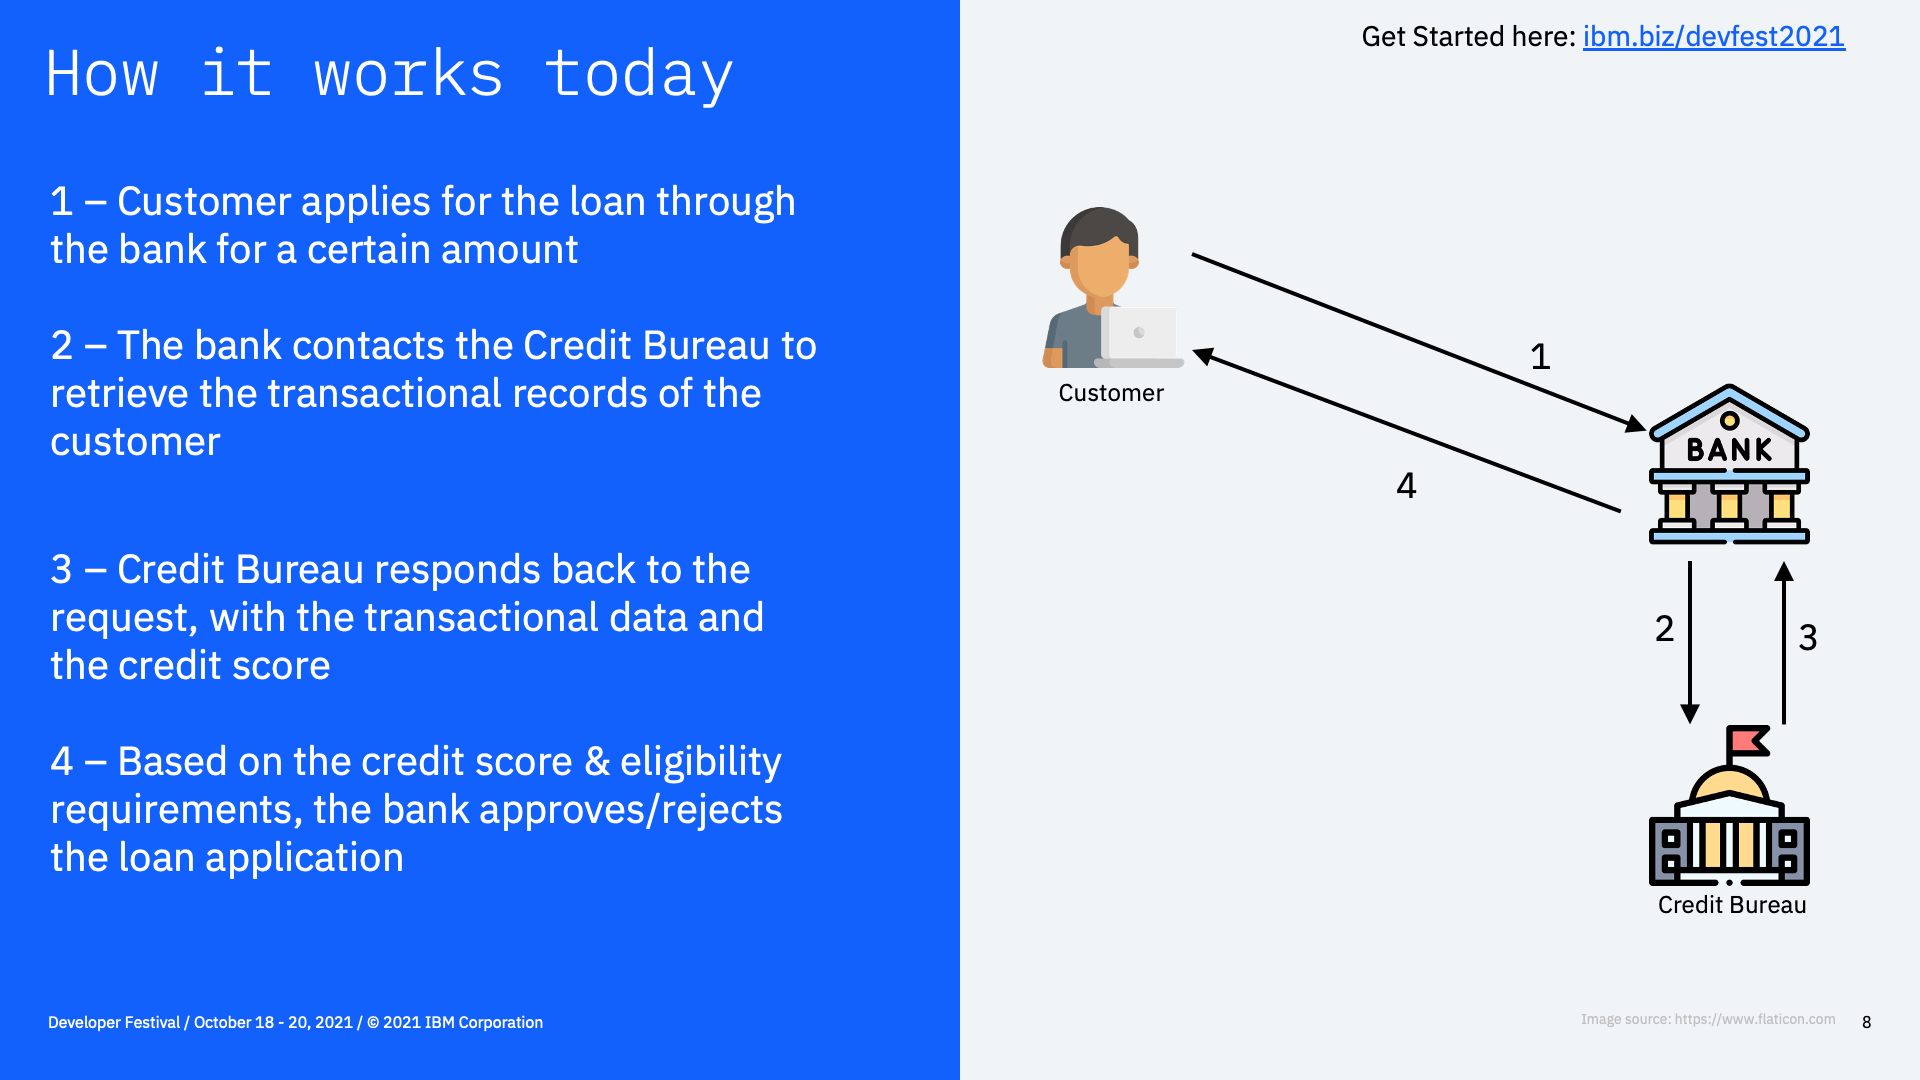 How it works today
Get Started here: ibm.biz/devfest2021
1 – Customer applies for the loan through
the bank for a certain amount
2 – The bank contacts the Credit Bureau to
retrieve the transactional records of the
customer
3 – Credit Bureau responds back to the
request, with the transactional data and
the credit score
4 – Based on the credit score & eligibility
requirements, the bank approves/rejects
the loan application
Customer
1
4
BANK
2
3
Credit Bureau
Developer Festival / October 18 - 20, 2021 / © 2021 IBM Corporation
Image source: https://www.flaticon.com
8